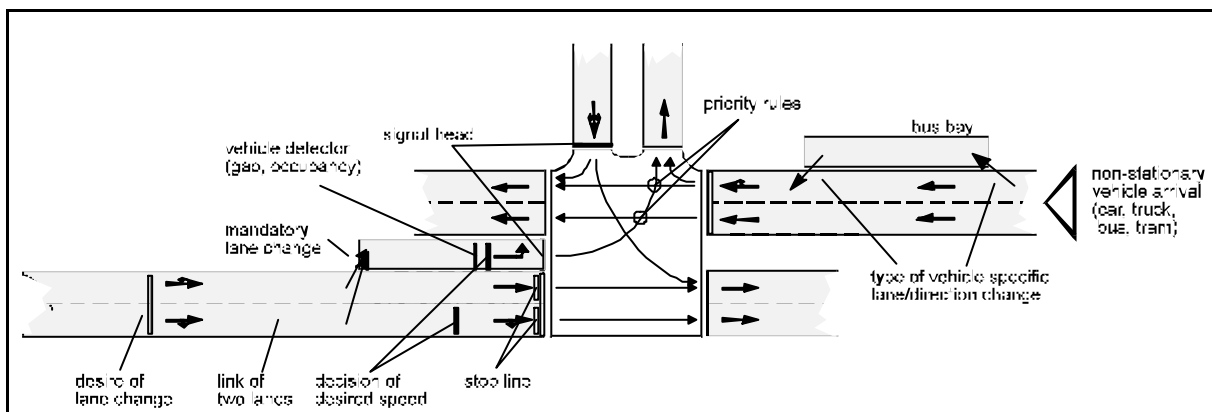 priority rules
bus bay
signal head
vehicle detector
(gap, occupancy)
non-stationary
vehicle arrival
(car, truck,
bus, tram)
mandatory
lane change
type of vehicle specific
lane/direction change
desire of
lane change
link of
two lanes
decision of
desired speed
stop line